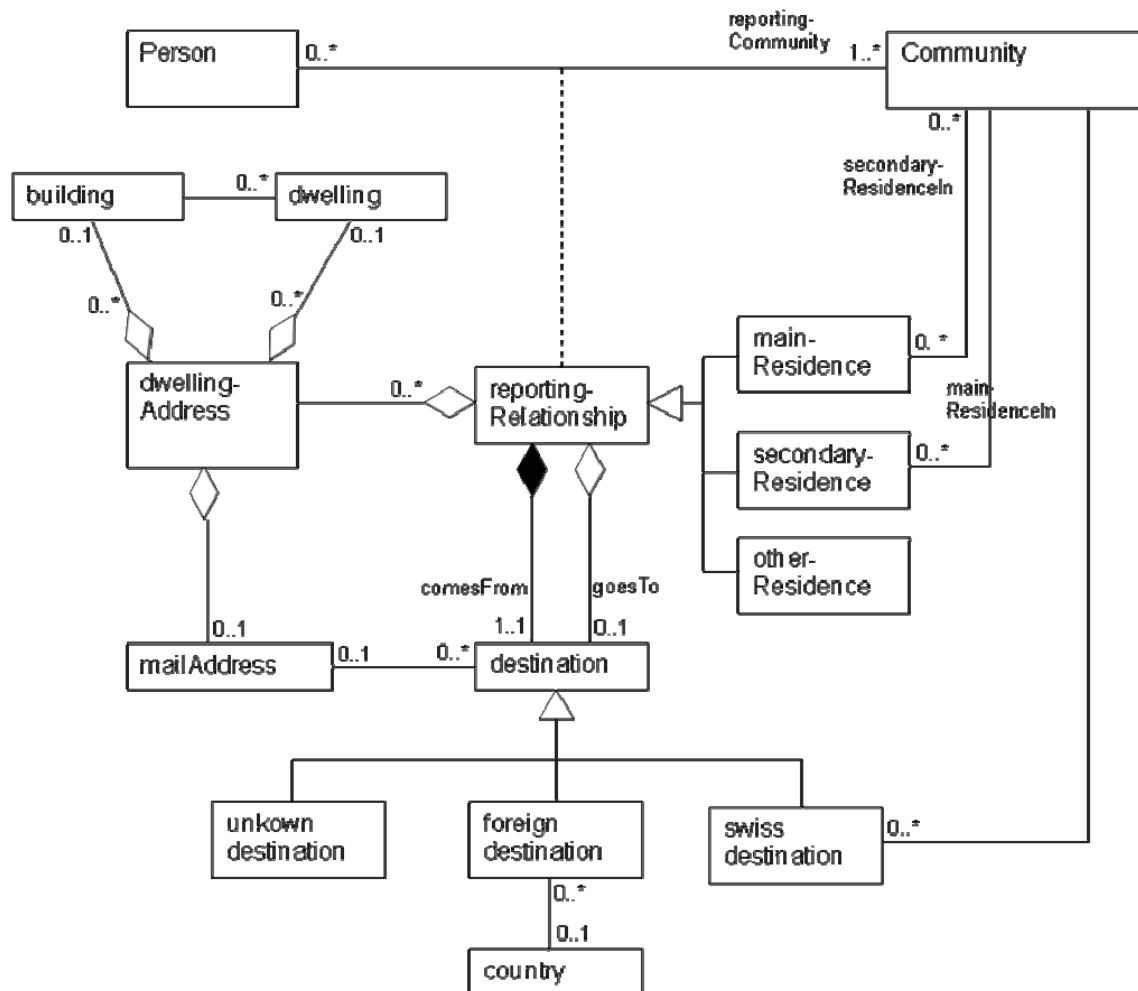 reporting-
Community
Person
0..*
1..*
Community
0..*
secondary-
ResidenceIn
building
0..*
dwelling
0..1
0..1
0..*
0..*
main-
Residence
0. *
main-
ResidenceIn
dwelling-
Address
0..*
reporting-
Relationship
secondary-
Residence
0..*
other-
Residence
comesFrom
goesTo
0..1
1..1
0..1
mailAddress
0..1
0..*
destination
unkown
destination
foreign
destination
swiss
destination
0..*
0..*
0..1
country